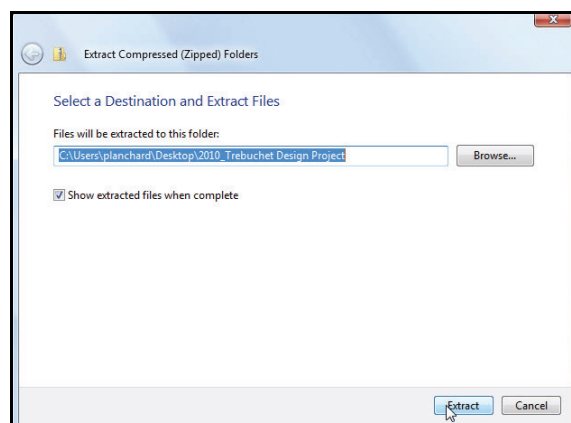 Extract Compressed (Zipped) Folders
Select a Destination and Extract Files
Files will be extracted to this folder:
C:\Users\planchard\Desktop\2010_Trebuchet Design Project
Browse...
Show extracted files when complete
Extract
Cancel